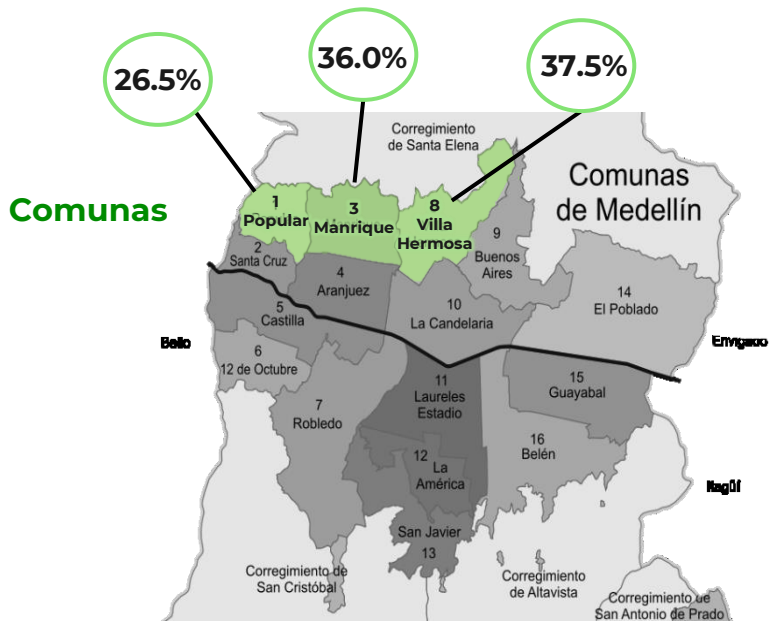 26.5%
36.0%
37.5%
Corregimiento
de Santa Elena
Comunas
de Medellín
Comunas
1
Popular
3
Manrique
8
Villa
Hermosa
9
Buenos
Aires
2
Santa Cruz
4
Aranjuez
10
La Candelaria
14
El Poblado
5
Castilla
Bello
Envigado
6
12 de Octubre
7
Robledo
11
Laureles
Estadio
15
Guayabal
16
Belén
12
La
América
Itagüí
San Javier
13
Corregimiento de
San Cristóbal
Corregimiento
de Altavista
Corregimiento de
San Antonio de Prado